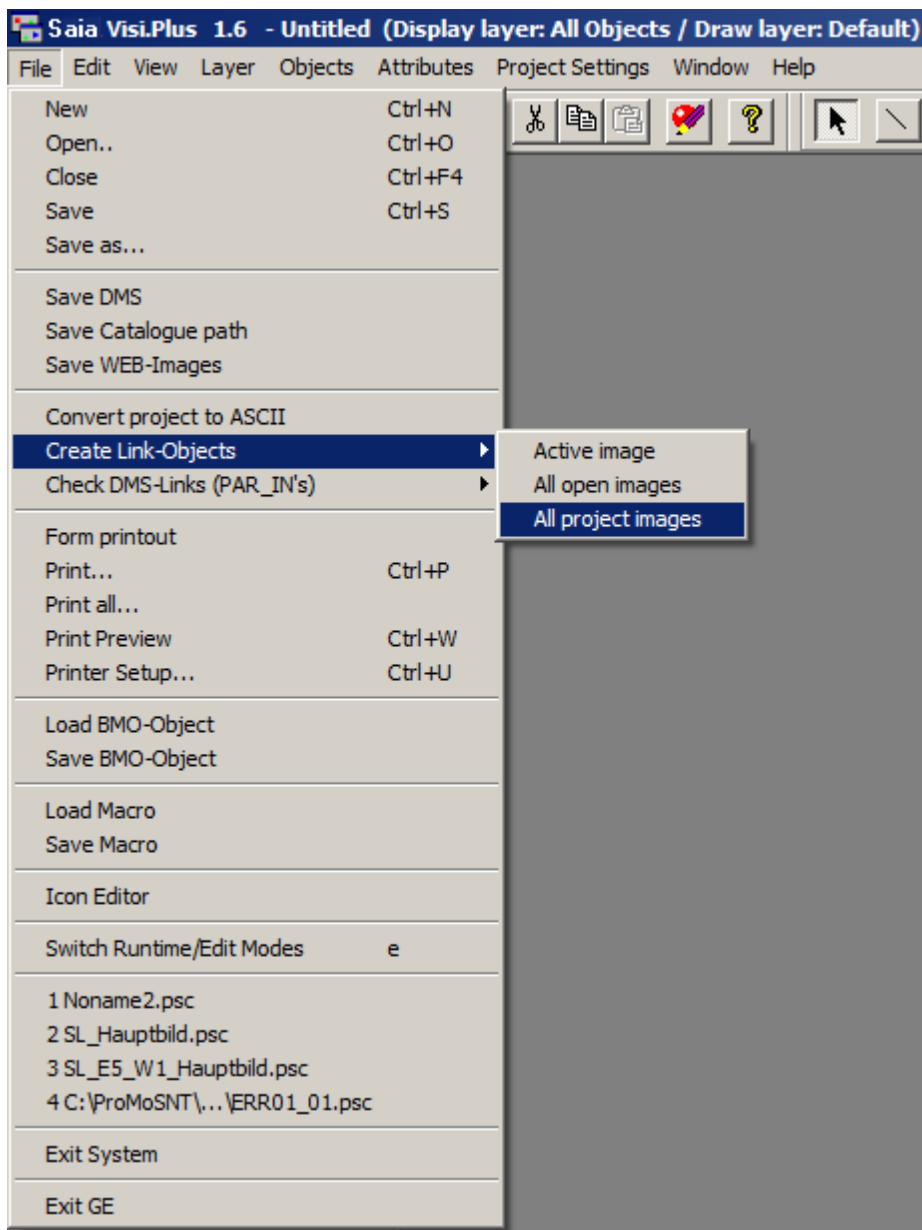 Saia Visi.Plus 1.6 - Untitled (Display layer: All Objects / Draw layer: Default)
File Edit View Layer Objects Attributes Project Settings Window Help
New Ctrl+N
Open.. Ctrl+O
Close Ctrl+F4
Save Ctrl+S
Save as...
Save DMS
Save Catalogue path
Save WEB-Images
Convert project to ASCII
Create Link-Objects
Check DMS-Links (PAR_IN's)
Active image
All open images
All project images
Form printout
Print... Ctrl+P
Print all...
Print Preview Ctrl+W
Printer Setup... Ctrl+U
Load BMO-Object
Save BMO-Object
Load Macro
Save Macro
Icon Editor
Switch Runtime/Edit Modes e
1 Noname2.psc
2 SL_Hauptbild.psc
3 SL_E5_W1_Hauptbild.psc
4 C:\ProMoSNT\...\ERR01_01.psc
Exit System
Exit GE